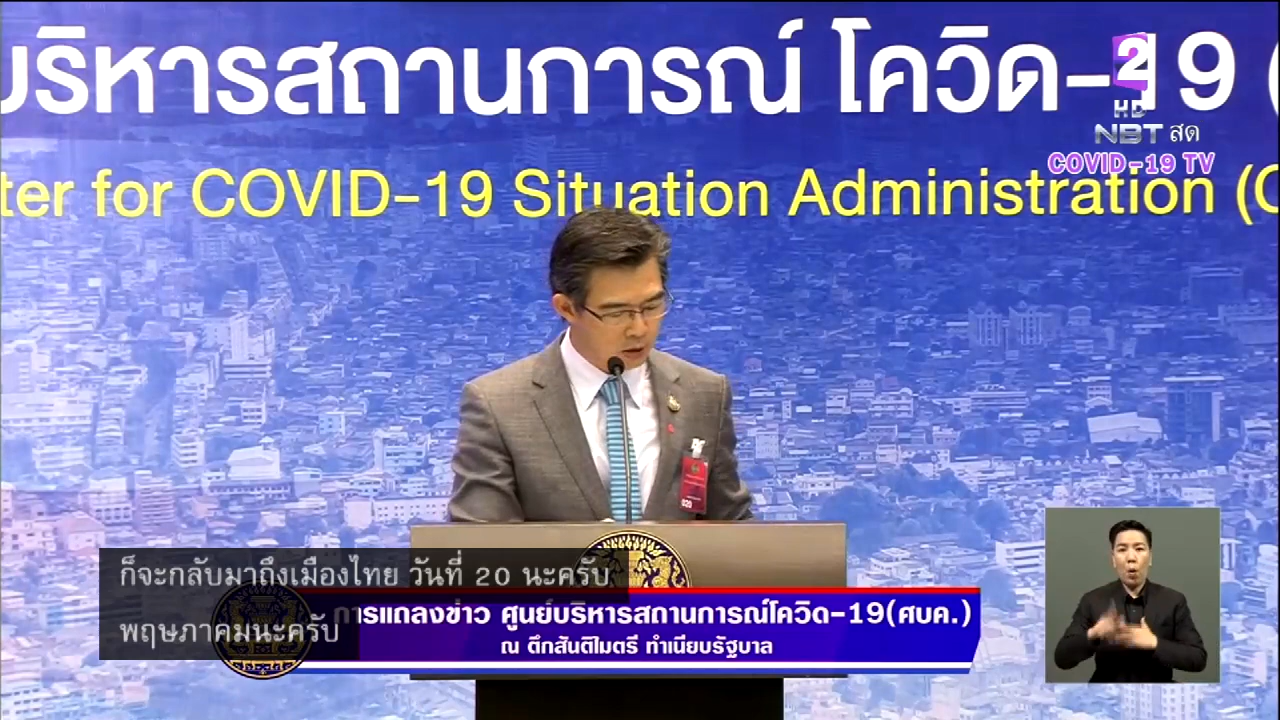 บริหารสถานการณ์ โควิด-19 (
ter for COVID-19 Situation Administration (C
2
HD
NBT สด
COVID-19 TV
020
ก็จะกลับมาถึงเมืองไทย วันที่ 20 นะครับ
พฤษภาคมนะครับ
การแถลงข่าว ศูนย์บริหารสถานการณ์โควิด-19(ศบค.)
ณ ตึกสันติไมตรี ทำเนียบรัฐบาล